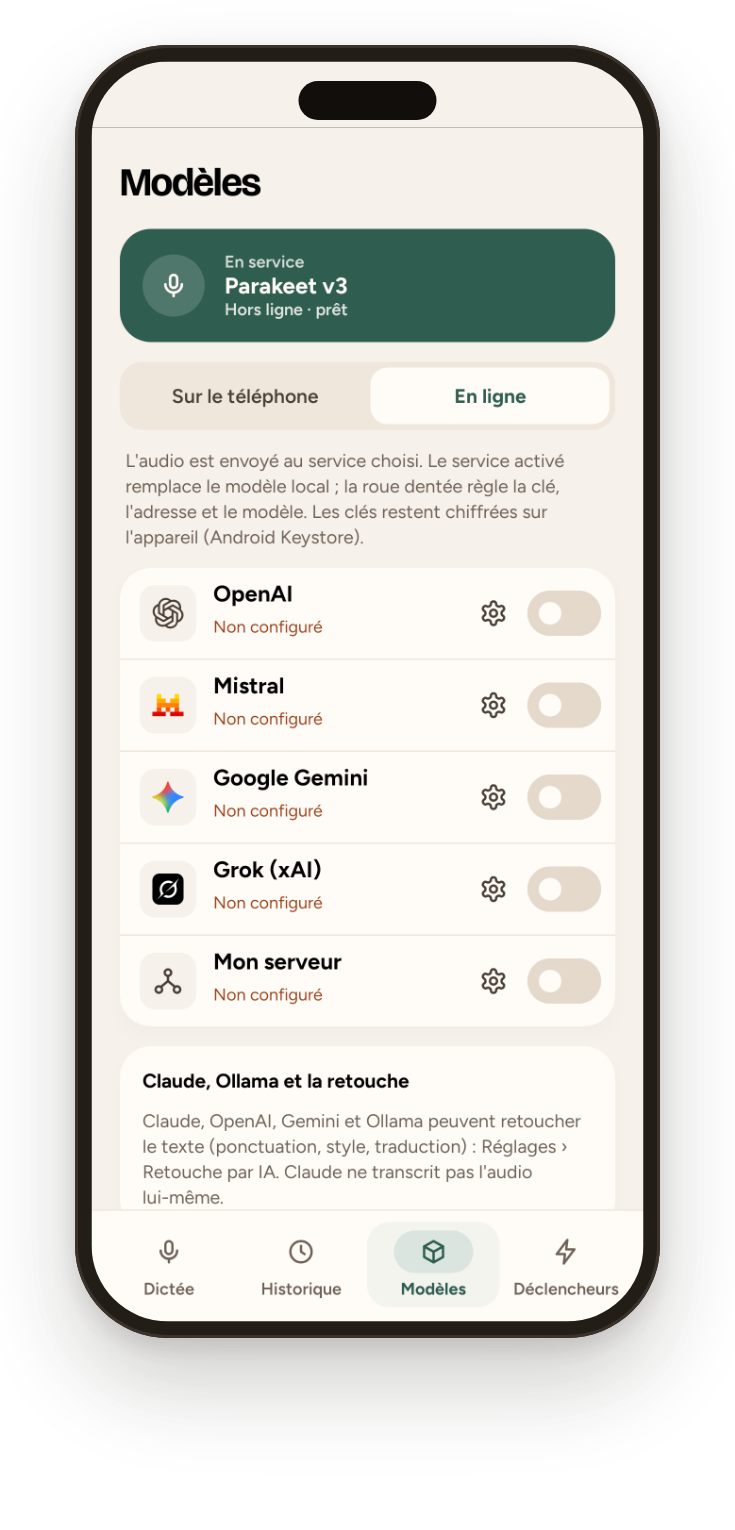 Modèles
En service
Parakeet v3
Hors ligne · prêt
Sur le téléphone
En ligne
L'audio est envoyé au service choisi. Le service activé
remplace le modèle local ; la roue dentée règle la clé,
l'adresse et le modèle. Les clés restent chiffrées sur
l'appareil (Android Keystore).
OpenAI
Non configuré
Mistral
Non configuré
Google Gemini
Non configuré
Grok (xAI)
Non configuré
Mon serveur
Non configuré
Claude, Ollama et la retouche
Claude, OpenAI, Gemini et Ollama peuvent retoucher
le texte (ponctuation, style, traduction) : Réglages ›
Retouche par IA. Claude ne transcrit pas l'audio
lui-même.
Dictée
Historique
Modèles
Déclencheurs